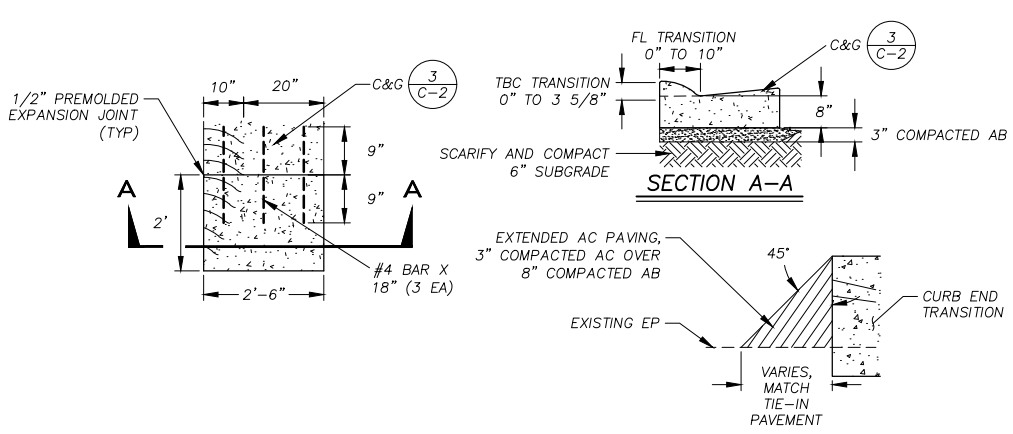 10"
20"
C&G
3
C-2
1/2" PREMOLDED
EXPANSION JOINT
(TYP)
9"
9"
A
A
2'
#4 BAR X
18" (3 EA)
2'-6"
FL TRANSITION
0" TO 10"
C&G
3
C-2
TBC TRANSITION
0" TO 3 5/8"
8"
3" COMPACTED AB
SCARIFY AND COMPACT
6" SUBGRADE
SECTION A-A
EXTENDED AC PAVING,
3" COMPACTED AC OVER
8" COMPACTED AB
45°
EXISTING EP
CURB END
TRANSITION
VARIES,
MATCH
TIE-IN
PAVEMENT